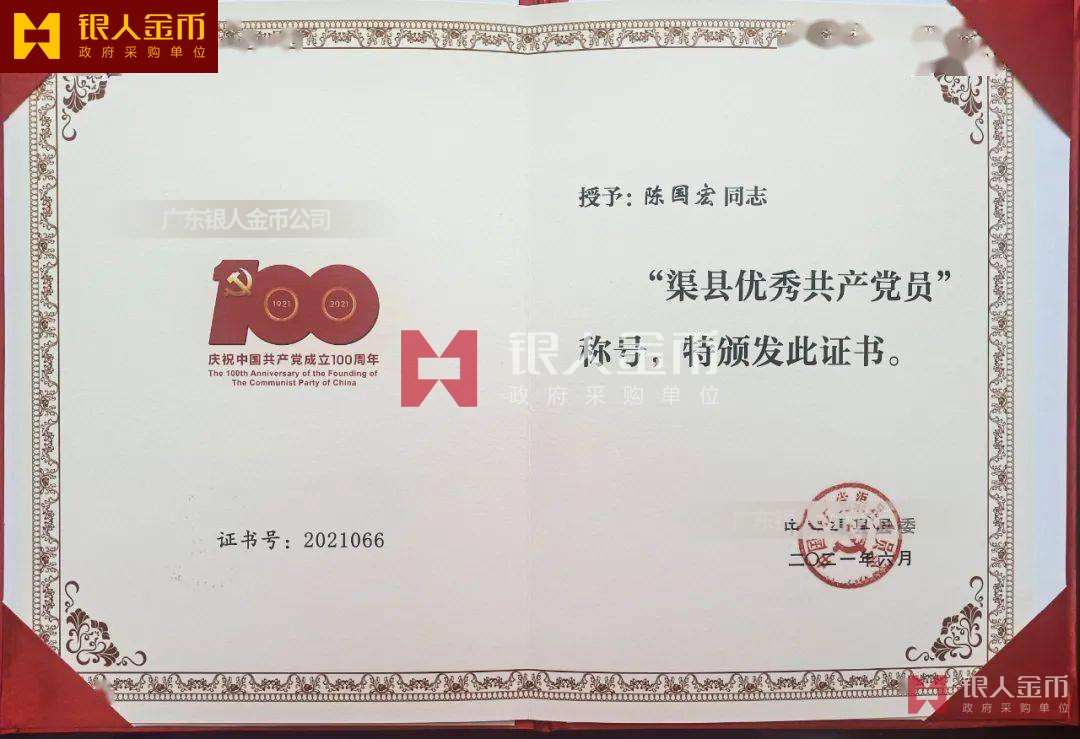 银人金币
政府采购单位
广东银人金币公司
1921
2021
庆祝中国共产党成立100周年
The 100th Anniversary of the Founding of
The Communist Party of China
证书号：2021066
授予：陈国宏同志
“渠县优秀共产党员”
称号，特颁发此证书。
银人金币
政府采购单位
二〇二一年六月
银人金币
政府采购单位